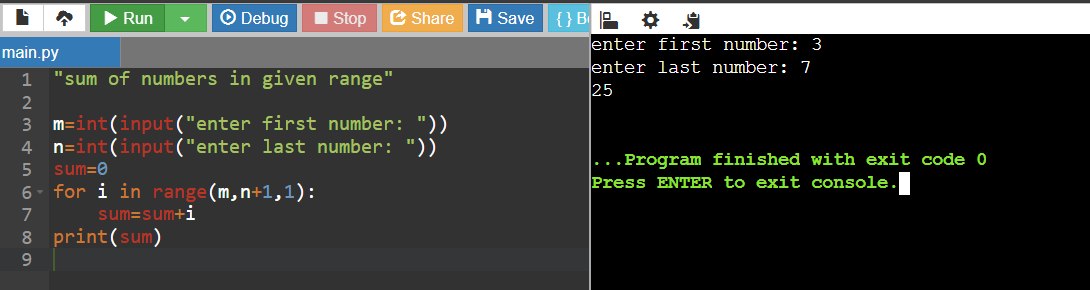 Run Debug Stop Share Save { } B
main.py
1 "sum of numbers in given range"
2
3 m=int(input("enter first number: "))
4 n=int(input("enter last number: "))
5 sum=0
6 for i in range(m,n+1,1):
7     sum=sum+i
8 print(sum)
9
enter first number: 3
enter last number: 7
25
...Program finished with exit code 0
Press ENTER to exit console.